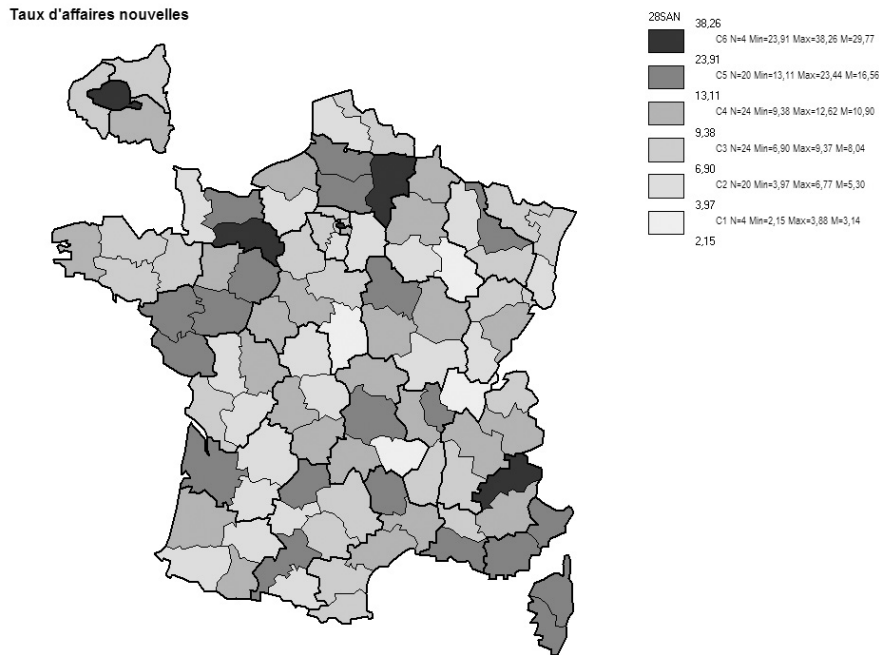 Taux d'affaires nouvelles
28SAN
38,26
C6 N=4 Min=23,91 Max=38,26 M=29,77
23,91
C5 N=20 Min=13,11 Max=23,44 M=16,56
13,11
C4 N=24 Min=9,38 Max=12,62 M=10,90
9,38
C3 N=24 Min=6,90 Max=9,37 M=8,04
6,90
C2 N=20 Min=3,97 Max=6,77 M=5,30
3,97
C1 N=4 Min=2,15 Max=3,88 M=3,14
2,15